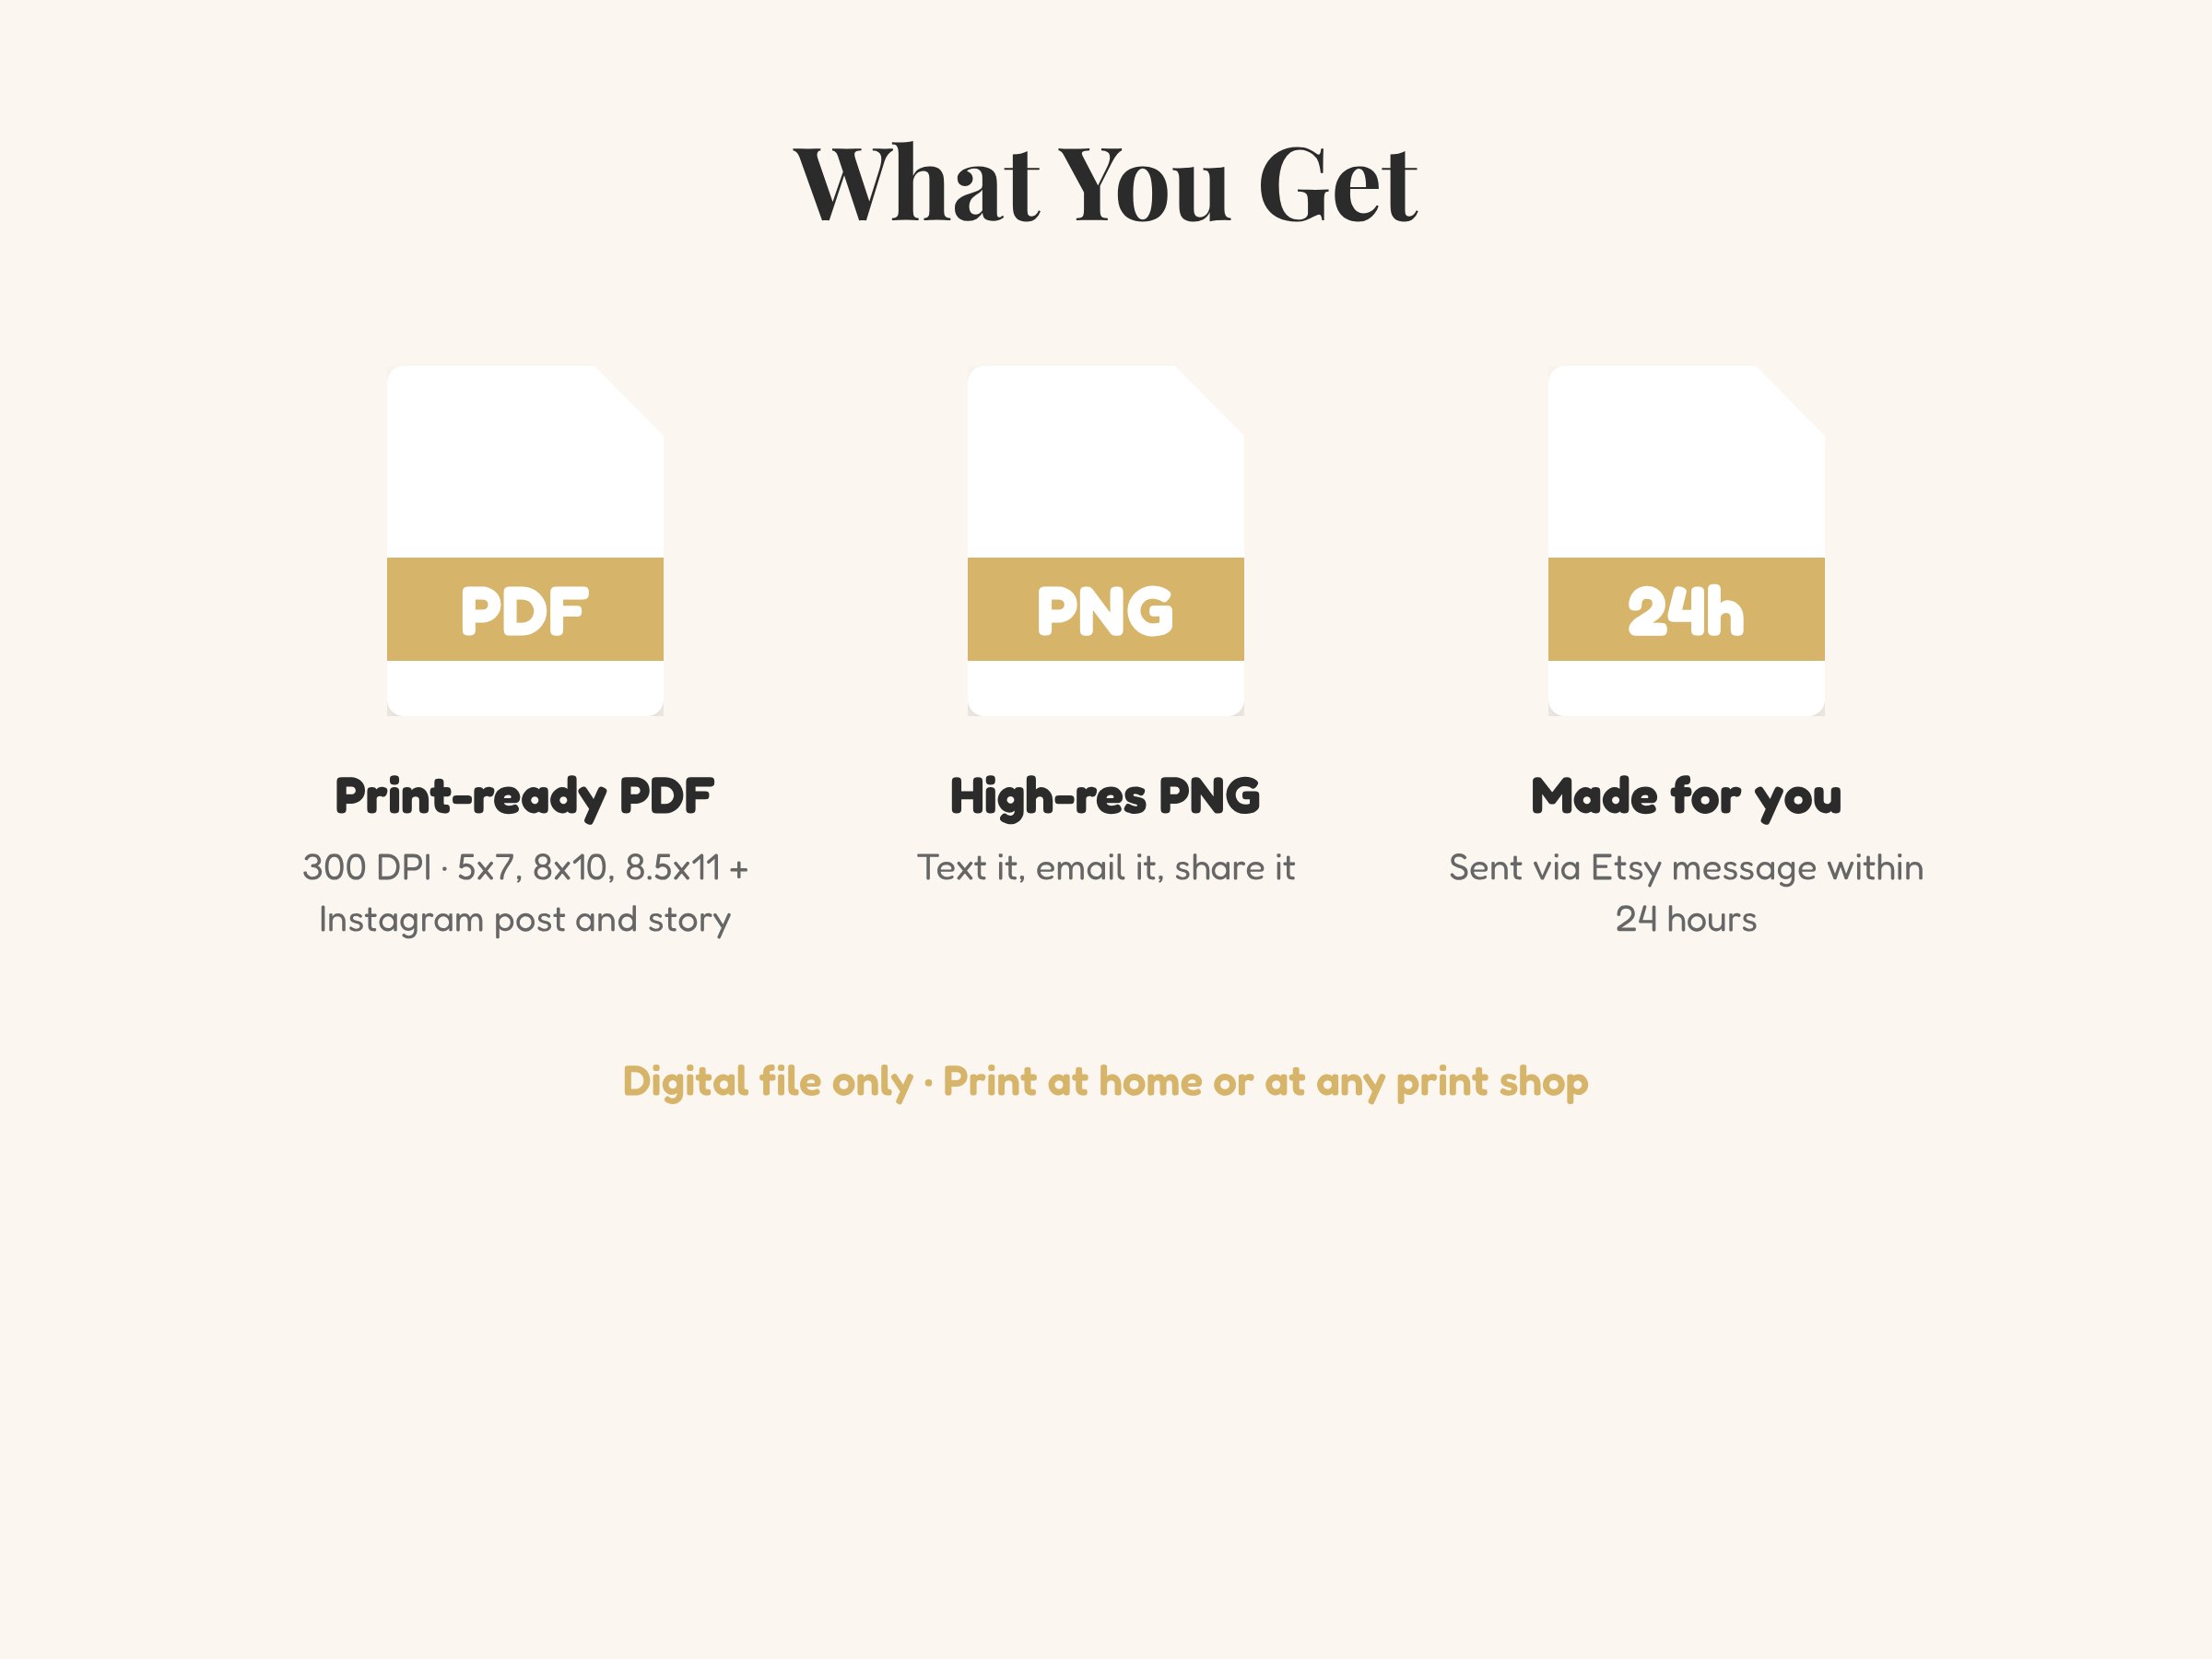 What You Get
PDF
PNG
24h
Print-ready PDF
300 DPI · 5x7, 8x10, 8.5x11 +
Instagram post and story
High-res PNG
Text it, email it, share it
Made for you
Sent via Etsy message within
24 hours
Digital file only · Print at home or at any print shop